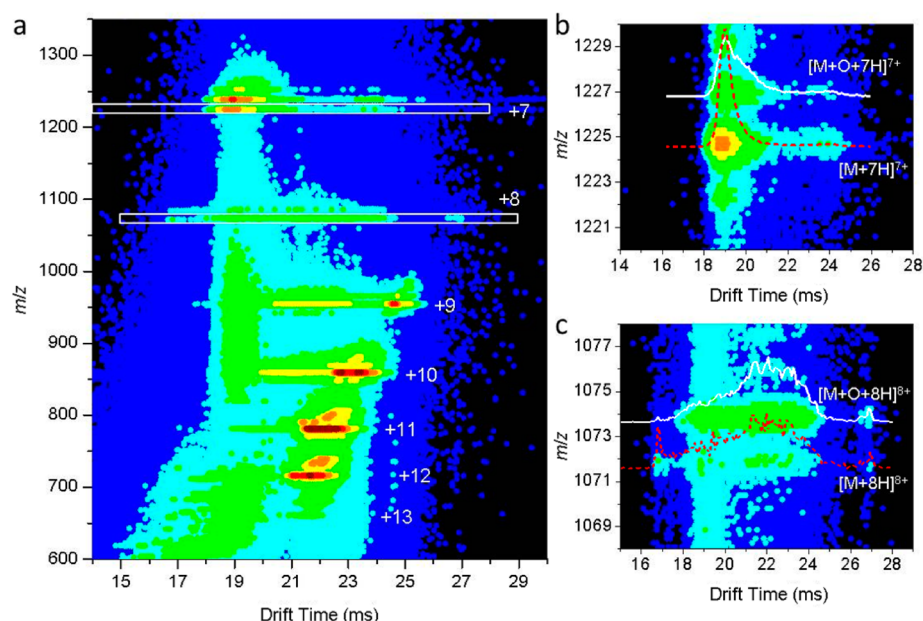 a
1300
1200
1100
1000
900
800
700
600
m/z
+7
+8
+9
+10
+11
+12
+13
15 17 19 21 23 25 27 29
Drift Time (ms)
b
1229
1227
1225
1223
1221
m/z
[M+O+7H]7+
[M+7H]7+
14 16 18 20 22 24 26 28
Drift Time (ms)
c
1077
1075
1073
1071
1069
m/z
[M+O+8H]8+
[M+8H]8+
15 16 18 20 22 24 26 28
Drift Time (ms)